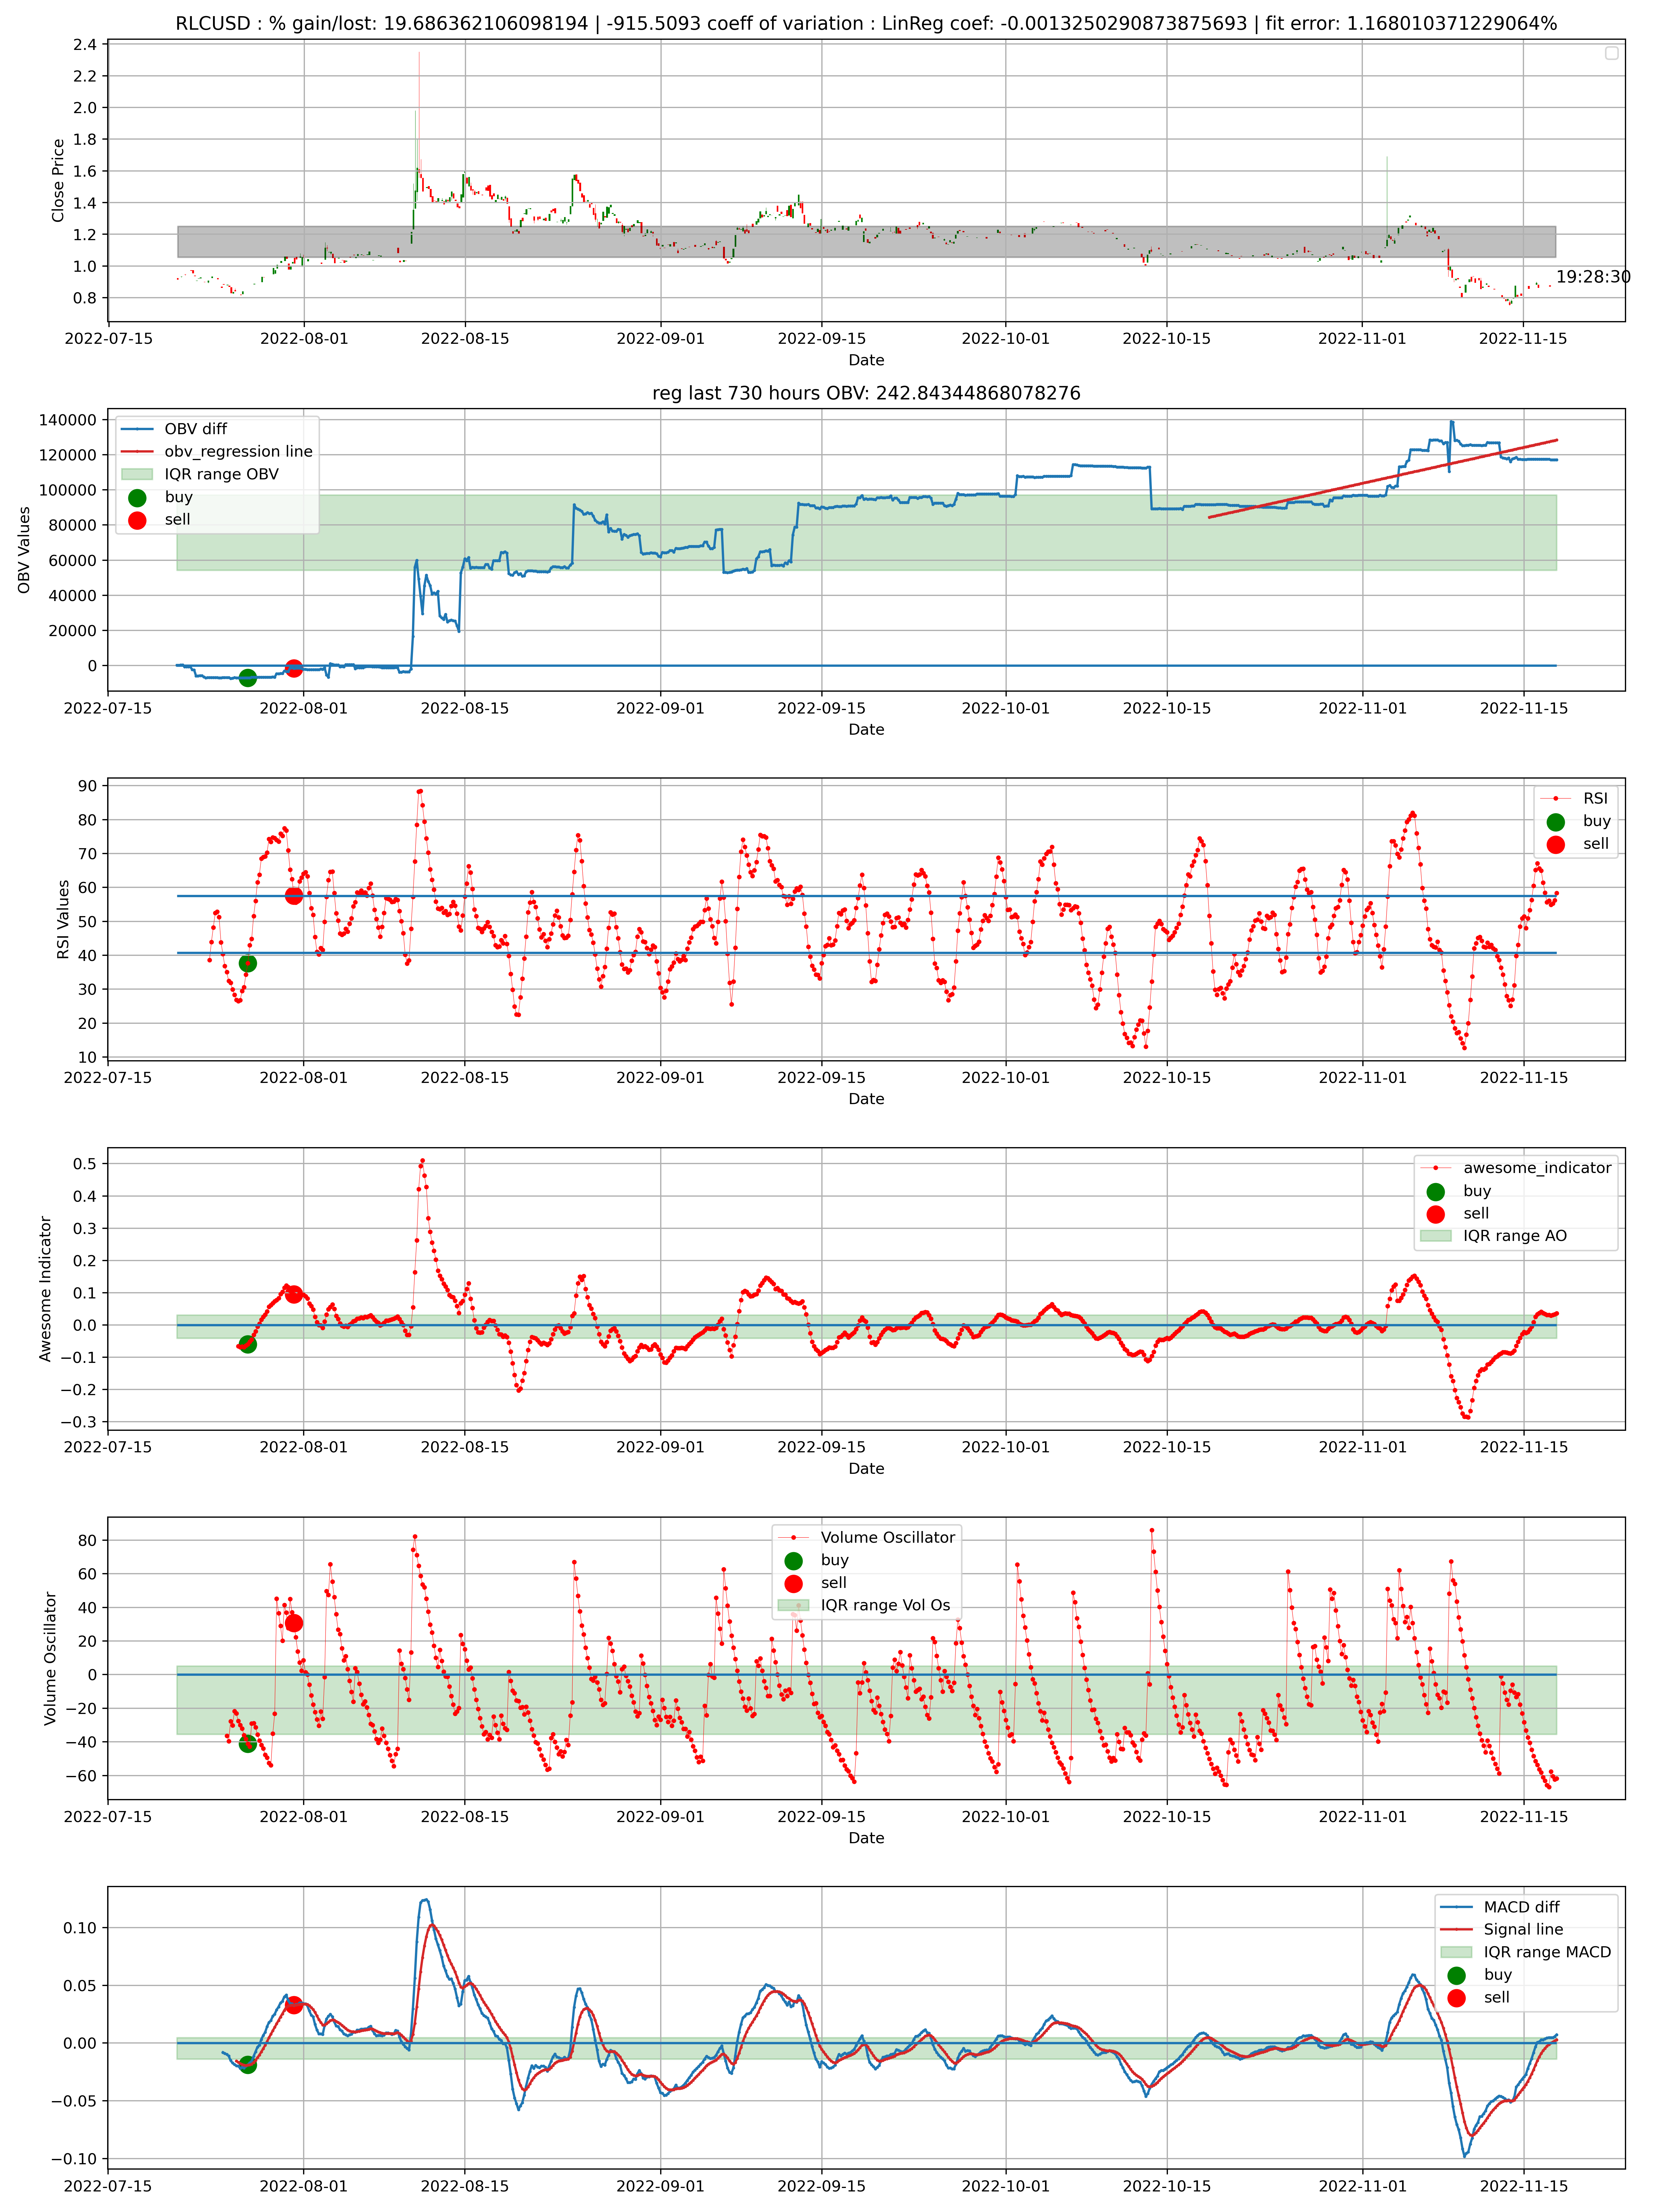 RLCUSD : % gain/lost: 19.686362106098194 | -915.5093 coeff of variation : LinReg coef: -0.0013250290873875693 | fit error: 1.168010371229064%
2.4
2.2
2.0
1.8
1.6
1.4
1.2
1.0
0.8
Close Price
19:28:30
2022-07-15 2022-08-01 2022-08-15 2022-09-01 2022-09-15 2022-10-01 2022-10-15 2022-11-01 2022-11-15
Date
reg last 730 hours OBV: 242.84344868078276
140000
120000
100000
80000
60000
40000
20000
0
OBV Values
OBV diff
obv_regression line
IQR range OBV
buy
sell
2022-07-15 2022-08-01 2022-08-15 2022-09-01 2022-09-15 2022-10-01 2022-10-15 2022-11-01 2022-11-15
Date
90
80
70
60
50
40
30
20
10
RSI Values
RSI
buy
sell
2022-07-15 2022-08-01 2022-08-15 2022-09-01 2022-09-15 2022-10-01 2022-10-15 2022-11-01 2022-11-15
Date
0.5
0.4
0.3
0.2
0.1
0.0
−0.1
−0.2
−0.3
Awesome Indicator
awesome_indicator
buy
sell
IQR range AO
2022-07-15 2022-08-01 2022-08-15 2022-09-01 2022-09-15 2022-10-01 2022-10-15 2022-11-01 2022-11-15
Date
80
60
40
20
0
−20
−40
−60
Volume Oscillator
Volume Oscillator
buy
sell
IQR range Vol Os
2022-07-15 2022-08-01 2022-08-15 2022-09-01 2022-09-15 2022-10-01 2022-10-15 2022-11-01 2022-11-15
Date
0.10
0.05
0.00
−0.05
−0.10
MACD diff
Signal line
IQR range MACD
buy
sell
2022-07-15 2022-08-01 2022-08-15 2022-09-01 2022-09-15 2022-10-01 2022-10-15 2022-11-01 2022-11-15